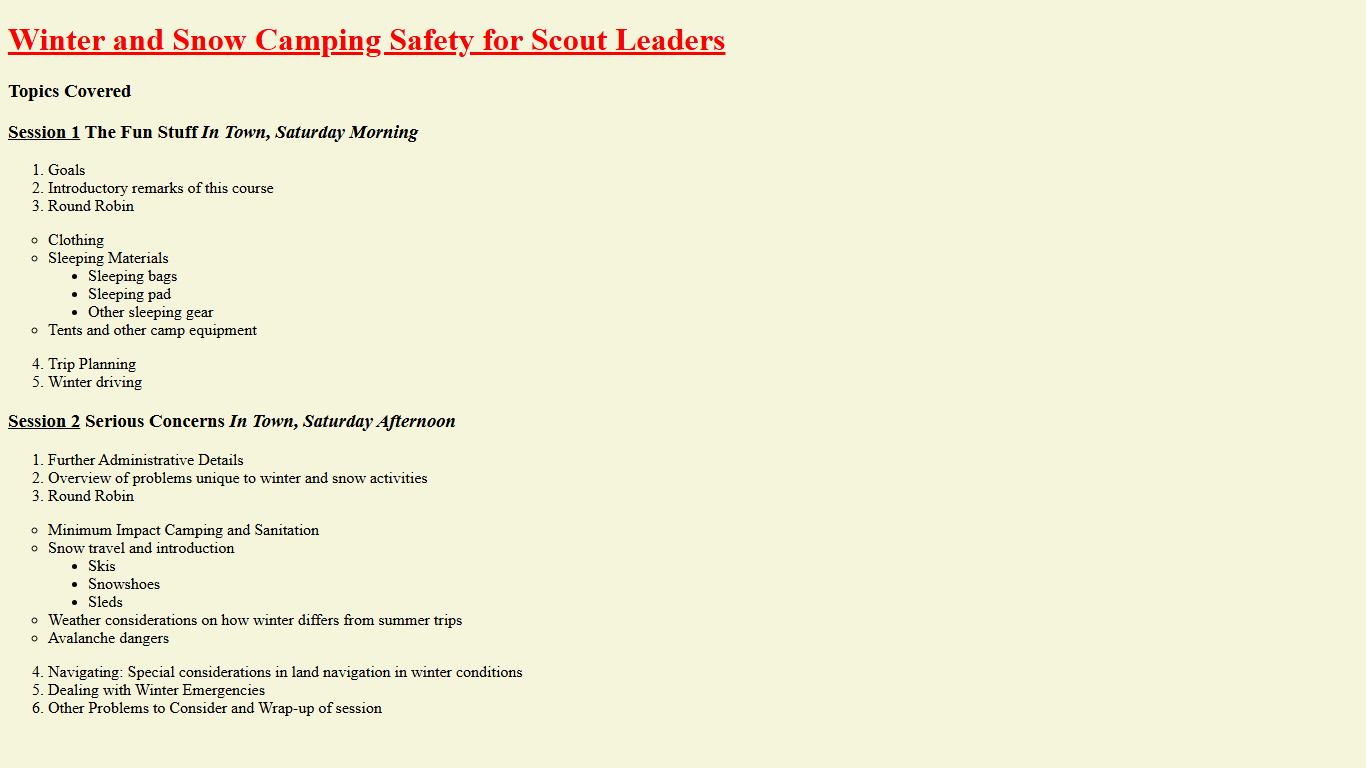 Winter and Snow Camping Safety for Scout Leaders
Topics Covered
Session 1 The Fun Stuff In Town, Saturday Morning
1. Goals
2. Introductory remarks of this course
3. Round Robin
Clothing
Sleeping Materials
Sleeping bags
Sleeping pad
Other sleeping gear
Tents and other camp equipment
4. Trip Planning
5. Winter driving
Session 2 Serious Concerns In Town, Saturday Afternoon
1. Further Administrative Details
2. Overview of problems unique to winter and snow activities
3. Round Robin
Minimum Impact Camping and Sanitation
Snow travel and introduction
Skis
Snowshoes
Sleds
Weather considerations on how winter differs from summer trips
Avalanche dangers
4. Navigating: Special considerations in land navigation in winter conditions
5. Dealing with Winter Emergencies
6. Other Problems to Consider and Wrap-up of session